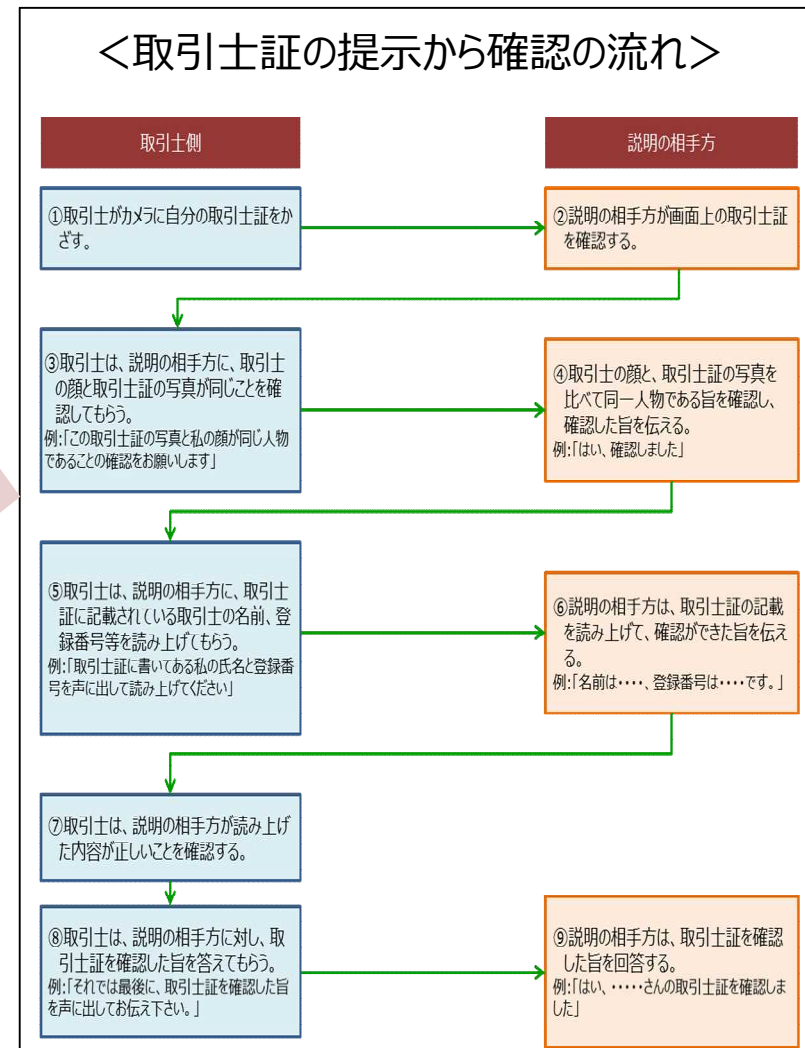 ＜取引士証の提示から確認の流れ＞
取引士側
説明の相手方
①取引士がカメラに自分の取引士証をか
ざす。
②説明の相手方が画面上の取引士証
を確認する。
③取引士は、説明の相手方に、取引士
の顔と取引士証の写真が同じことを確
認してもらう。
例：「この取引士証の写真と私の顔が同じ人物
であることの確認をお願いします」
④取引士の顔と、取引士証の写真を
比べて同一人物である旨を確認し、
確認した旨を伝える。
例：「はい、確認しました」
⑤取引士は、説明の相手方に、取引士
証に記載されている取引士の名前、登
録番号等を読み上げてもらう。
例：「取引士証に書いてある私の氏名と登録番
号を声に出して読み上げてください」
⑥説明の相手方は、取引士証の記載
を読み上げて、確認ができた旨を伝え
る。
例：「名前は・・・・、登録番号は・・・・です。」
⑦取引士は、説明の相手方が読み上げ
た内容が正しいことを確認する。
⑧取引士は、説明の相手方に対し、取
引士証を確認した旨を答えてもらう。
例：「それでは最後に、取引士証を確認した旨
を声に出してお伝え下さい。」
⑨説明の相手方は、取引士証を確認
した旨を回答する。
例：「はい、・・・・・さんの取引士証を確認しま
した」